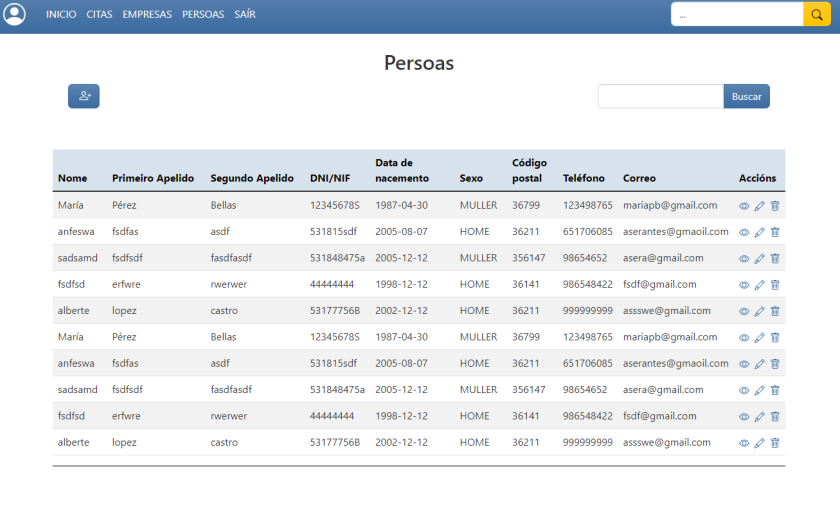 INICIO CITAS EMPRESAS PERSOAS SAÍR ...
Persoas
Buscar
Nome Primeiro Apelido Segundo Apelido DNI/NIF Data de nacemento Sexo Código postal Teléfono Correo Accións
María Pérez Bellas 12345678S 1987-04-30 MULLER 36799 123498765 mariapb@gmail.com
anfeswa fsdfas asdf 531815sdf 2005-08-07 HOME 36211 651706085 aserantes@gmaoil.com
sadsamd fsdfsdf fasdfasdf 531848475a 2005-12-12 MULLER 356147 98654652 asera@gmail.com
fsdfsd erfwre rwerwer 44444444 1998-12-12 HOME 36141 986548422 fsdf@gmail.com
alberte lopez castro 53177756B 2002-12-12 HOME 36211 999999999 assswe@gmail.com
María Pérez Bellas 12345678S 1987-04-30 MULLER 36799 123498765 mariapb@gmail.com
anfeswa fsdfas asdf 531815sdf 2005-08-07 HOME 36211 651706085 aserantes@gmaoil.com
sadsamd fsdfsdf fasdfasdf 531848475a 2005-12-12 MULLER 356147 98654652 asera@gmail.com
fsdfsd erfwre rwerwer 44444444 1998-12-12 HOME 36141 986548422 fsdf@gmail.com
alberte lopez castro 53177756B 2002-12-12 HOME 36211 999999999 assswe@gmail.com